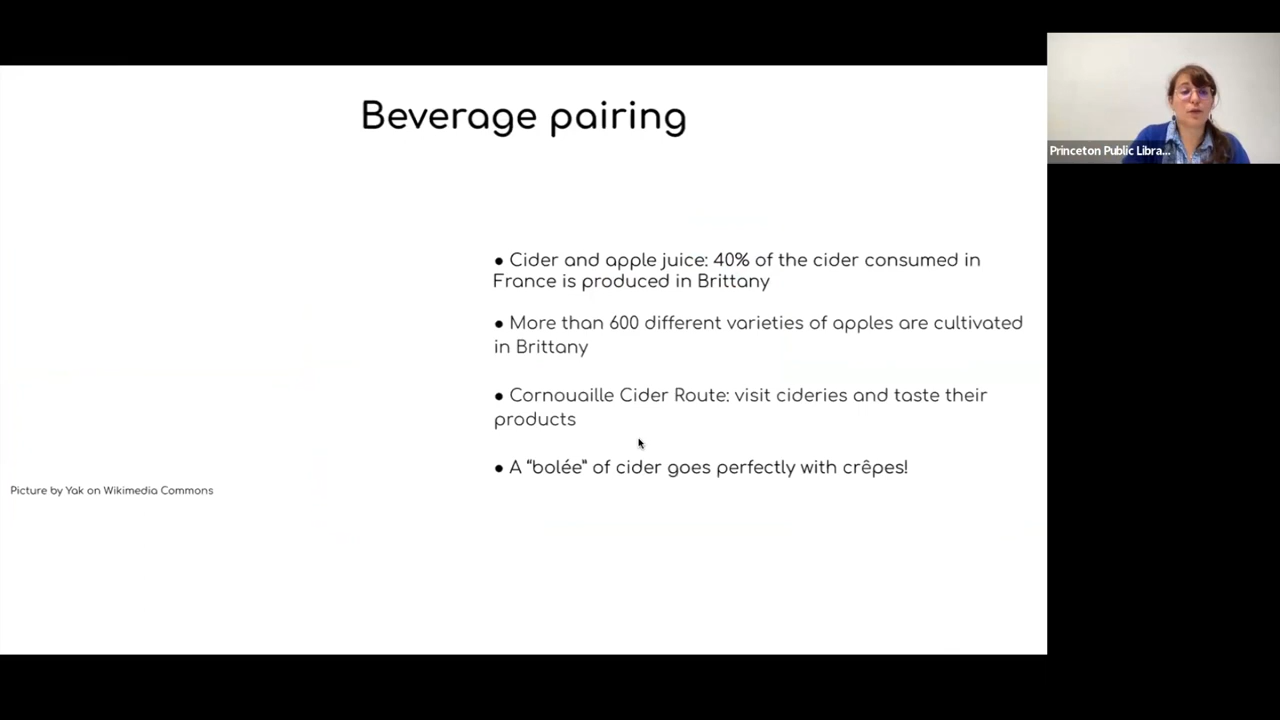 Beverage pairing
Princeton Public Libra...
● Cider and apple juice: 40% of the cider consumed in
France is produced in Brittany
● More than 600 different varieties of apples are cultivated
in Brittany
● Cornouaille Cider Route: visit cideries and taste their
products
● A “bolée” of cider goes perfectly with crêpes!
Picture by Yak on Wikimedia Commons